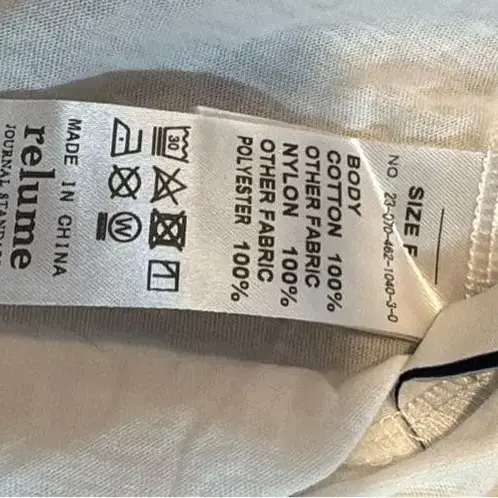 SIZE F
NO 23-070-462-1040-3-0
BODY
COTTON 100%
OTHER FABRIC
NYLON 100%
OTHER FABRIC
POLYESTER 100%
30
W
MADE IN CHINA
relume
JOURNAL STANDARD